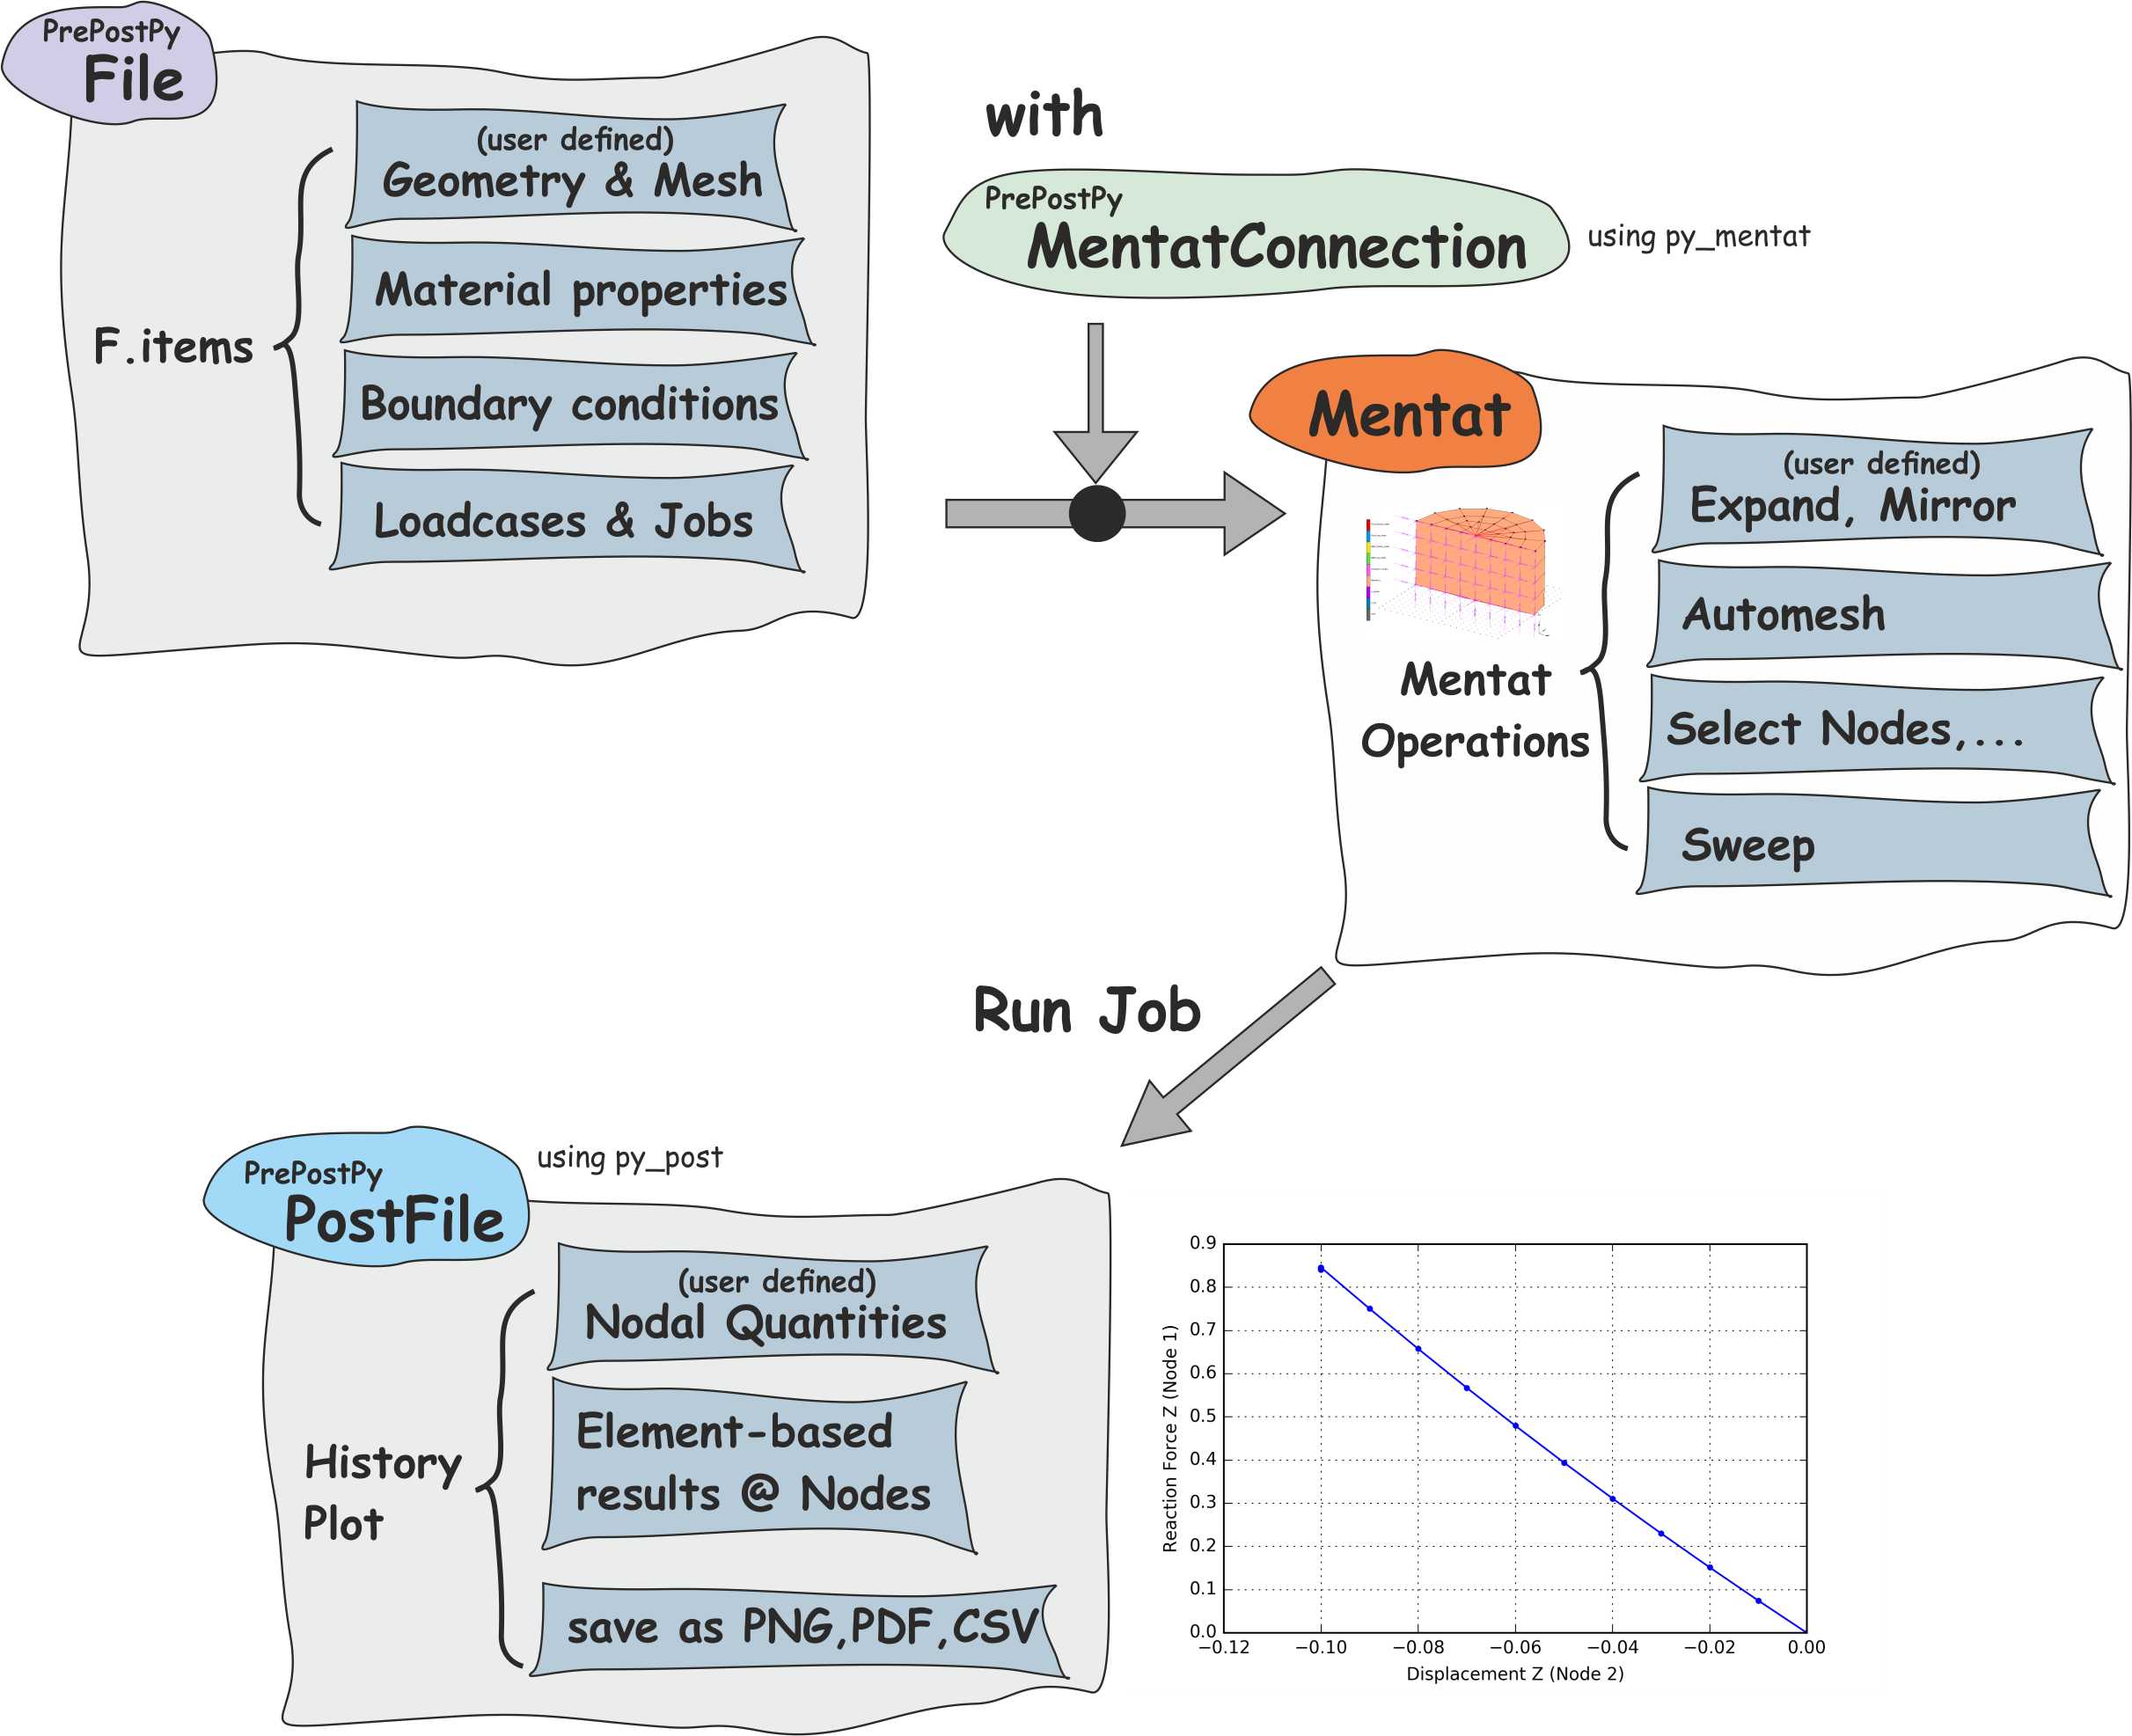 PrePostPy
File
F.items
(user defined)
Geometry & Mesh
Material properties
Boundary conditions
Loadcases & Jobs
with
PrePostPy
MentatConnection
using py_mentat
Mentat
Mentat
Operations
(user defined)
Expand, Mirror
Automesh
Select Nodes,...
Sweep
Run Job
PrePostPy
PostFile
using py_post
History
Plot
(user defined)
Nodal Quantities
Element-based
results @ Nodes
save as PNG,PDF,CSV
Reaction Force Z (Node 1)
0.9
0.8
0.7
0.6
0.5
0.4
0.3
0.2
0.1
0.0
−0.12 −0.10 −0.08 −0.06 −0.04 −0.02 0.00
Displacement Z (Node 2)